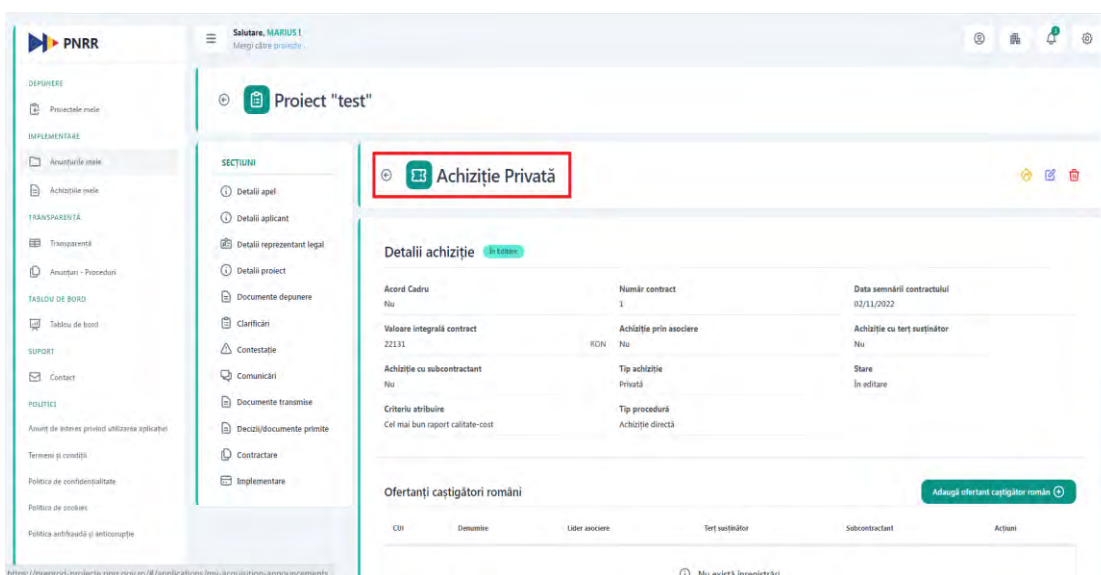 PNRR
Salutare, MARIUS !
Mergi către proiecte
DEPUNERE
Proiectele mele
IMPLEMENTARE
Anunțurile mele
Achizițiile mele
TRANSPARENȚĂ
Transparență
Anunțuri - Proceduri
TABLOU DE BORD
Tablou de bord
SUPORT
Contact
POLITICI
Anunț de interes privind utilizarea aplicației
Termeni și condiții
Politica de confidențialitate
Politica de cookies
Politica antifraudă și anticorupție
Proiect "test"
SECȚIUNI
Detalii apel
Detalii aplicant
Detalii reprezentant legal
Detalii proiect
Documente depunere
Clarificări
Contestație
Comunicări
Documente transmise
Decizii/documente primite
Contractare
Implementare
Achiziție Privată
Detalii achiziție În Editare
Acord Cadru
Nu
Număr contract
1
Data semnării contractului
02/11/2022
Valoare integrală contract
22131 RON
Achiziție prin asociere
Nu
Achiziție cu terț susținător
Nu
Achiziție cu subcontractant
Nu
Tip achiziție
Privată
Stare
În editare
Criteriu atribuire
Cel mai bun raport calitate-cost
Tip procedură
Achiziție directă
Ofertanți caștigători români
Adaugă ofertant caștigător român
CUI Denumire Lider asociere Terț susținător Subcontractant Acțiuni
Nu există înregistrări